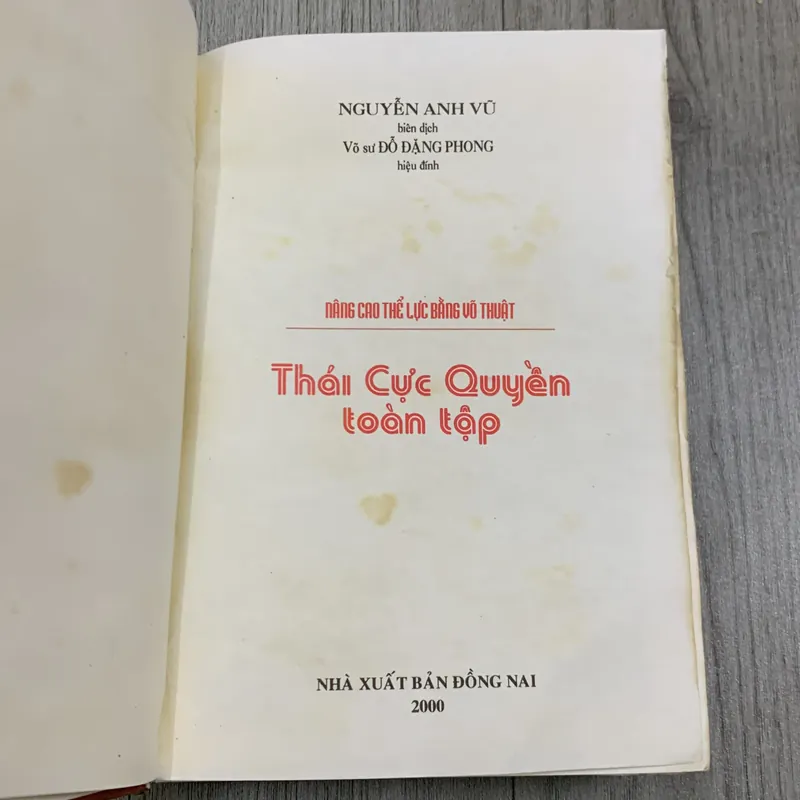 NGUYỄN ANH VŨ
biên dịch
Võ sư ĐỖ ĐẶNG PHONG
hiệu đính
NÂNG CAO THỂ LỰC BẰNG VÕ THUẬT
Thái Cực Quyền
toàn tập
NHÀ XUẤT BẢN ĐỒNG NAI
2000